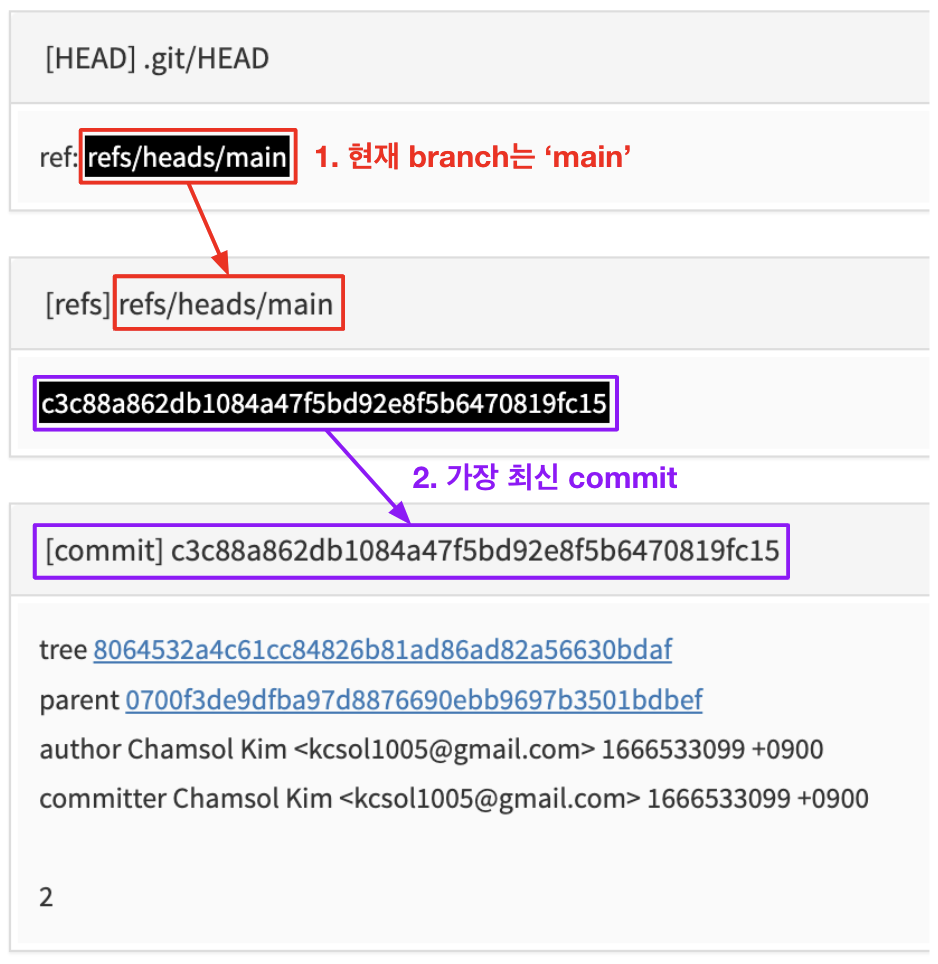 [HEAD] .git/HEAD
ref: refs/heads/main 1. 현재 branch는 ‘main’
[refs] refs/heads/main
c3c88a862db1084a47f5bd92e8f5b6470819fc15
2. 가장 최신 commit
[commit] c3c88a862db1084a47f5bd92e8f5b6470819fc15
tree 8064532a4c61cc84826b81ad86ad82a56630bdaf
parent 0700f3de9dfba97d8876690ebb9697b3501bdbef
author Chamsol Kim <kcsol1005@gmail.com> 1666533099 +0900
committer Chamsol Kim <kcsol1005@gmail.com> 1666533099 +0900
2